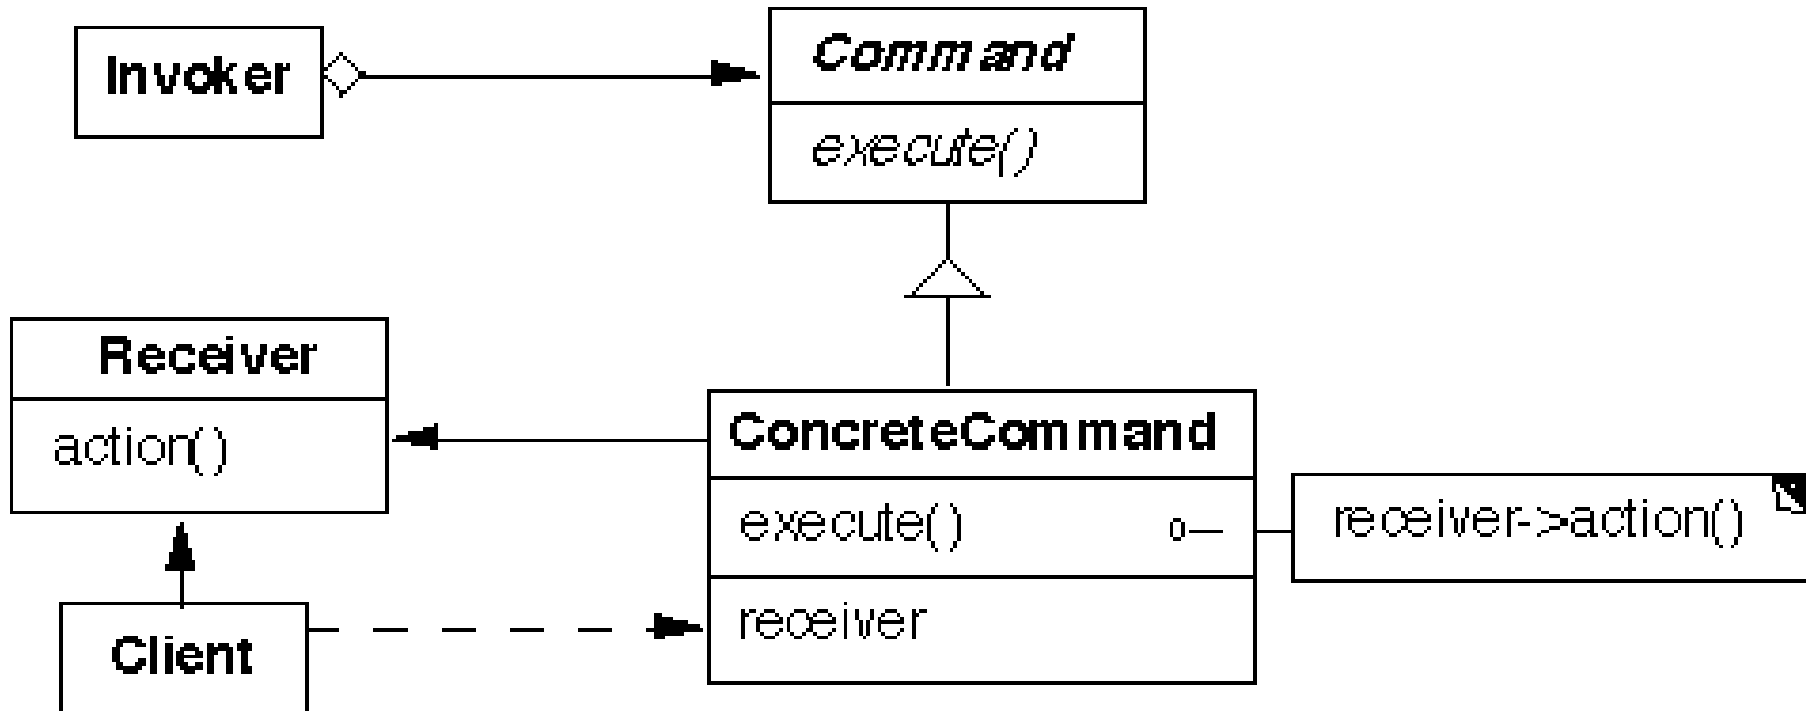 Invoker
Command
execute()
Receiver
action()
ConcreteCommand
execute()
receiver->action()
receiver
Client